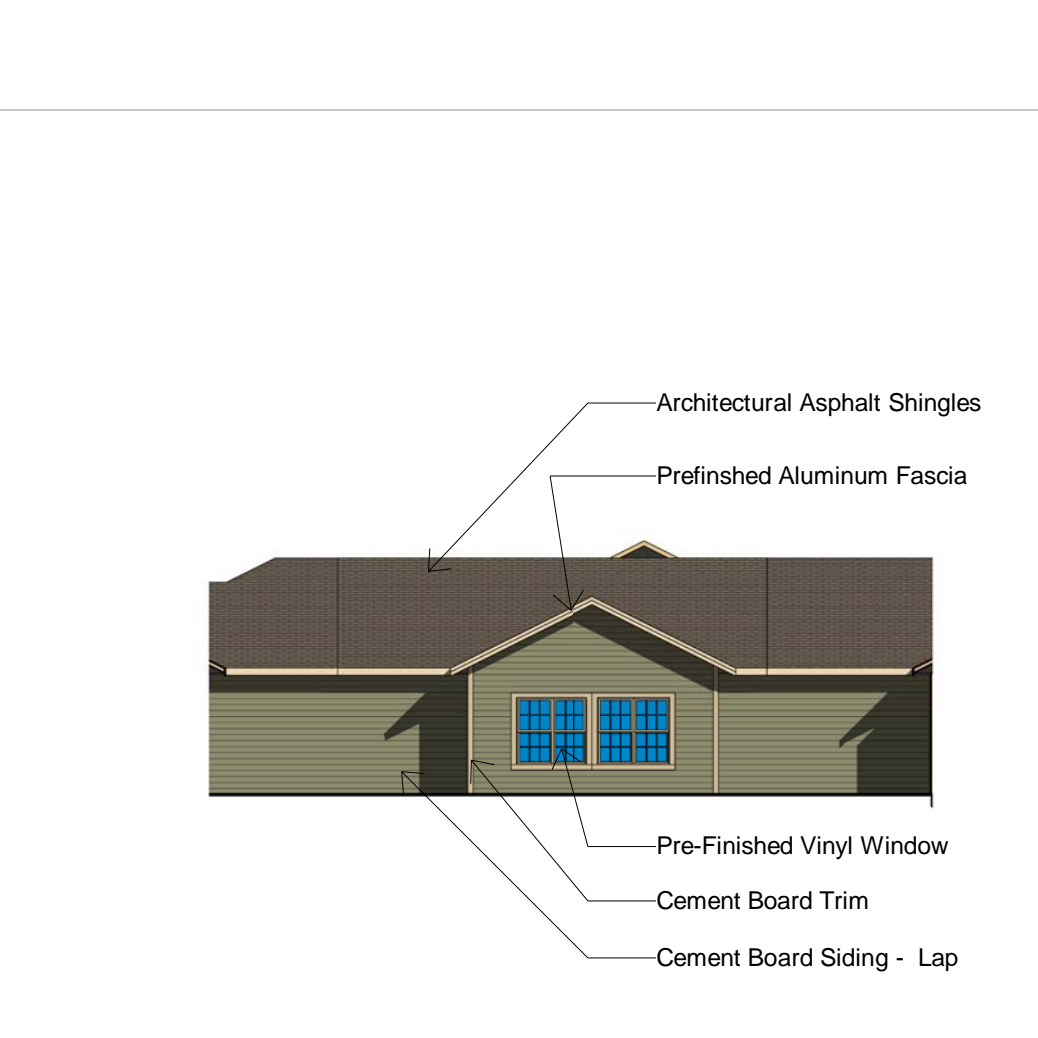 Architectural Asphalt Shingles
Prefinshed Aluminum Fascia
Pre-Finished Vinyl Window
Cement Board Trim
Cement Board Siding -  Lap